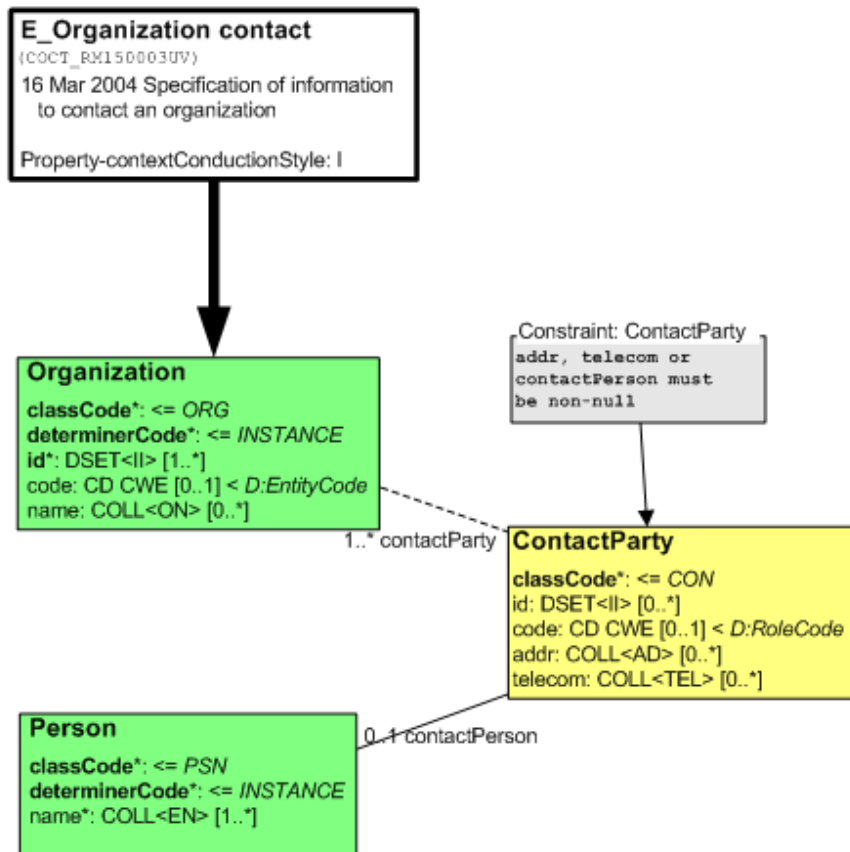 E_Organization contact
(COCT_RM150003UV)
16 Mar 2004 Specification of information
to contact an organization
Property-contextConductionStyle: I
Constraint: ContactParty
addr, telecom or
contactPerson must
be non-null
Organization
classCode*: <= ORG
determinerCode*: <= INSTANCE
id*: DSET<II> [1..*]
code: CD CWE [0..1] < D:EntityCode
name: COLL<ON> [0..*]
1..* contactParty
ContactParty
classCode*: <= CON
id: DSET<II> [0..*]
code: CD CWE [0..1] < D:RoleCode
addr: COLL<AD> [0..*]
telecom: COLL<TEL> [0..*]
0..1 contactPerson
Person
classCode*: <= PSN
determinerCode*: <= INSTANCE
name*: COLL<EN> [1..*]